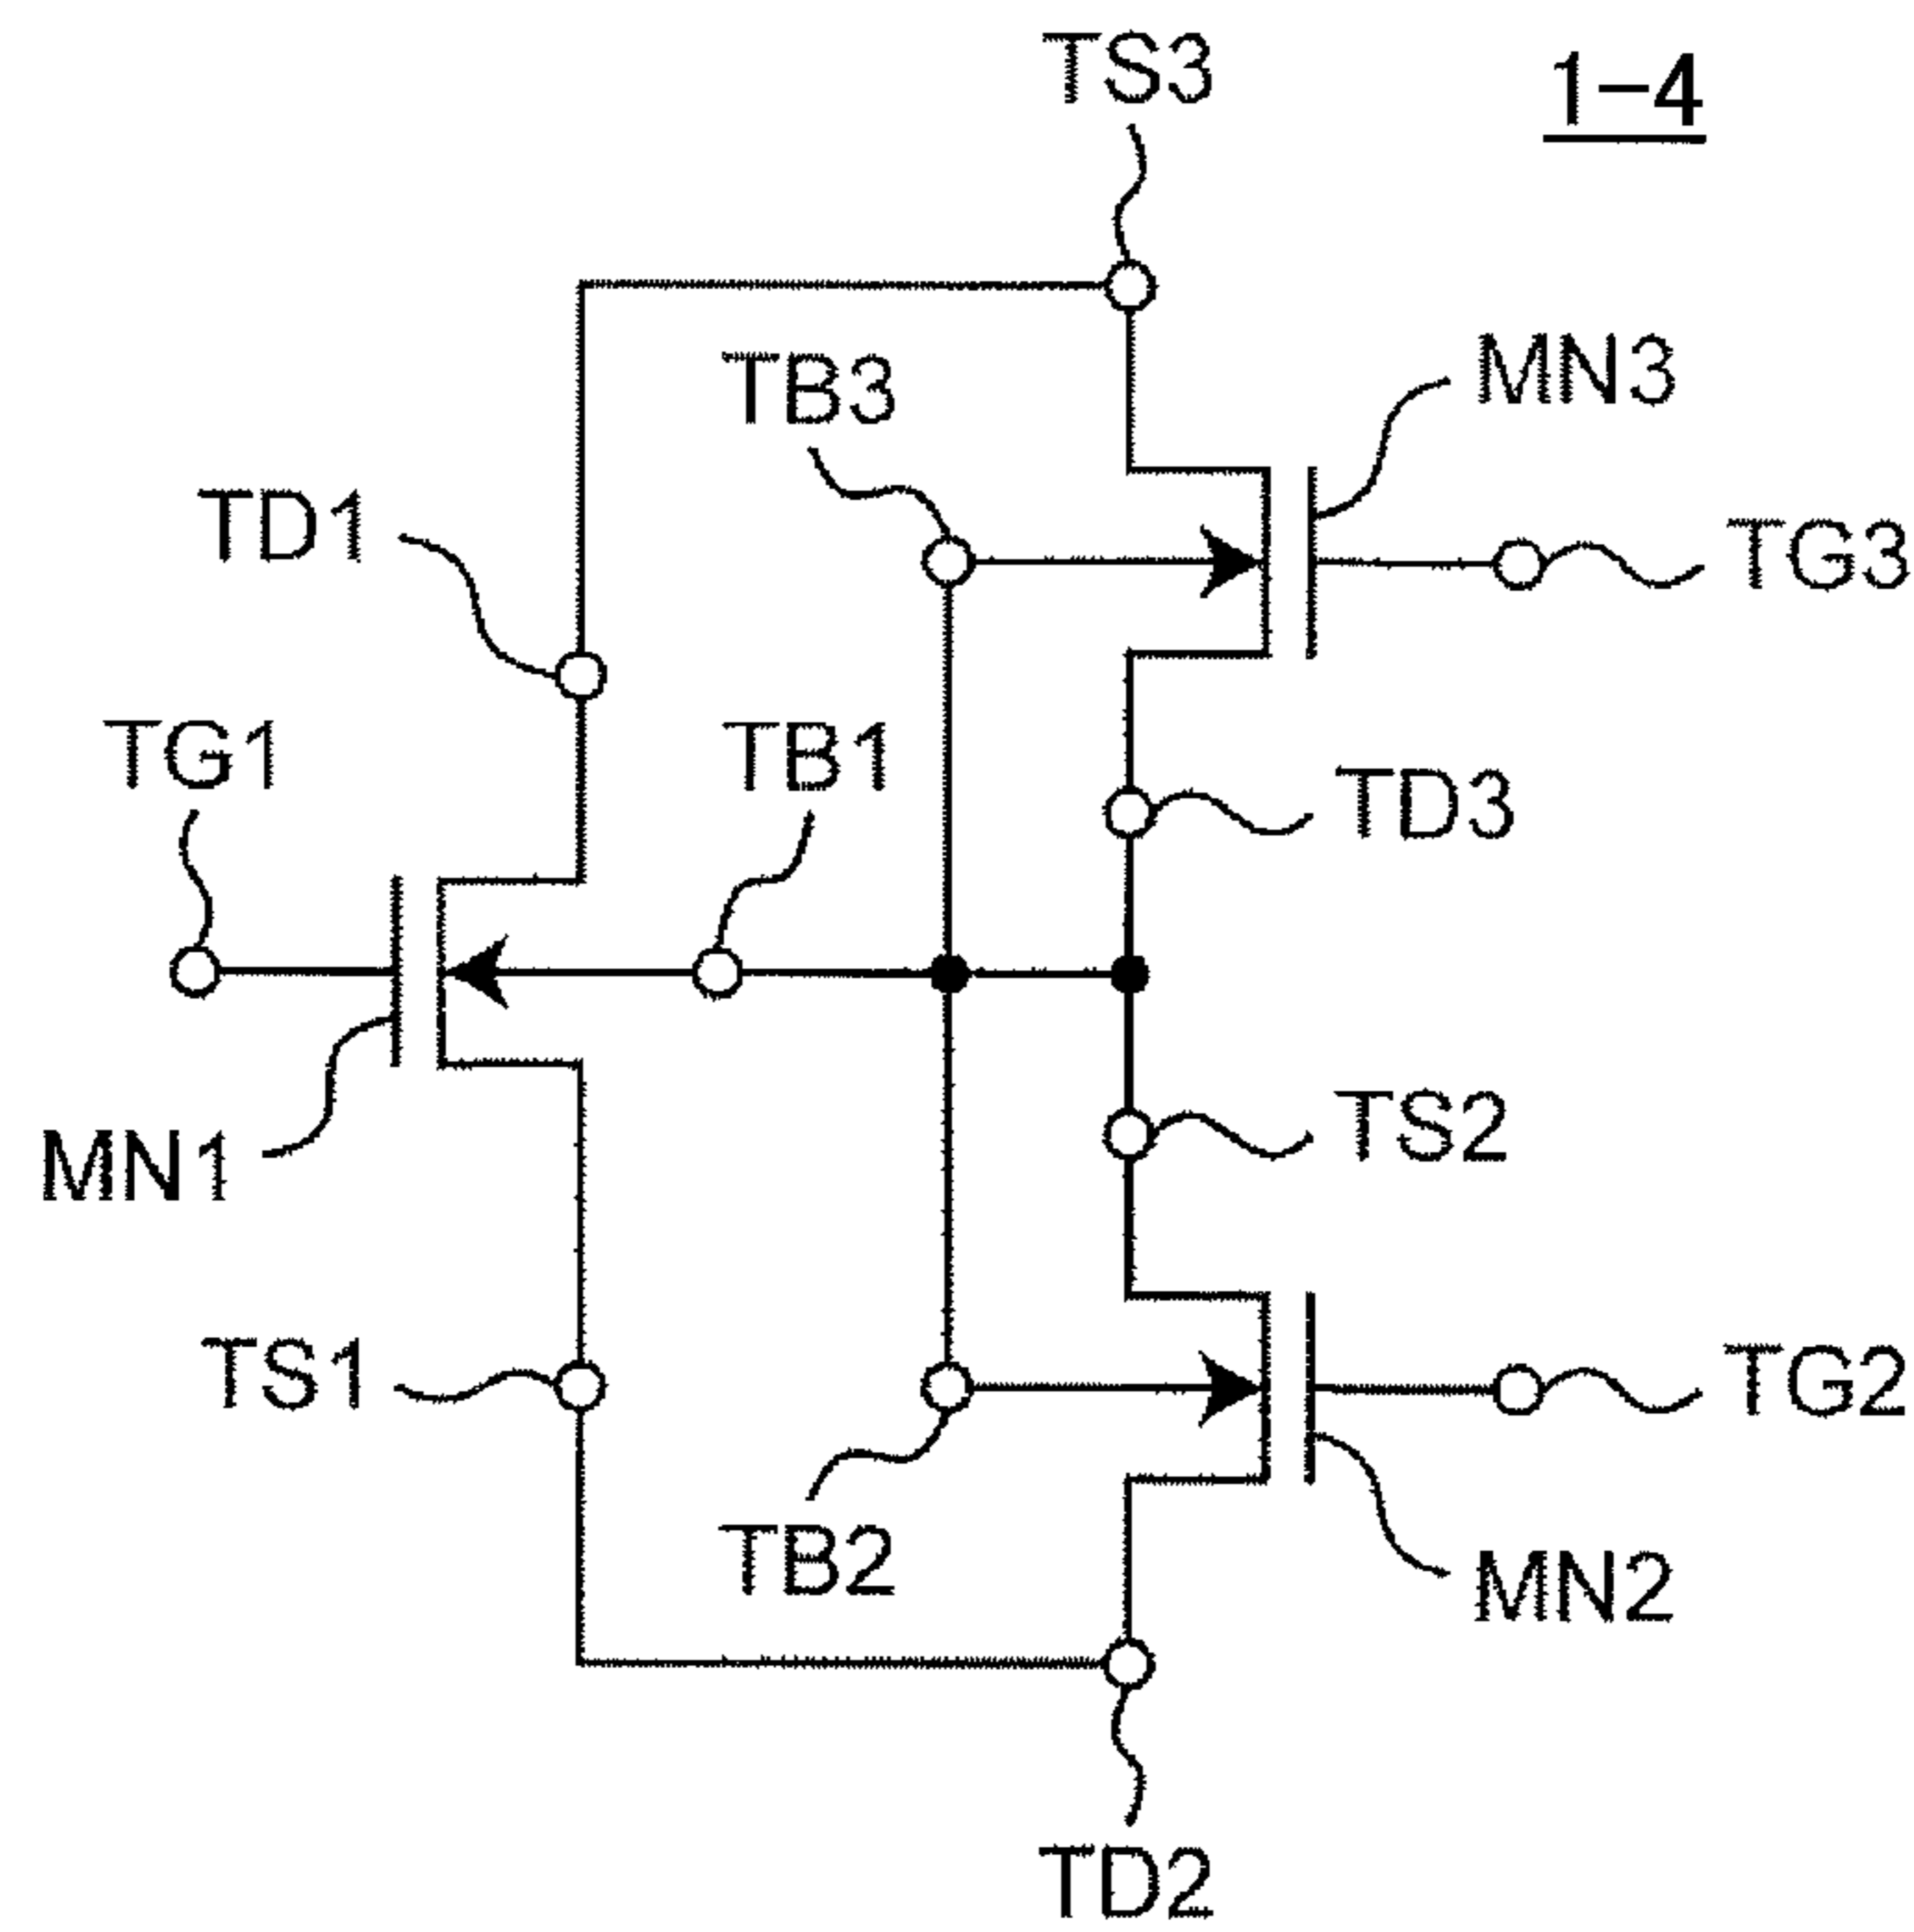 TS3
1-4
MN3
TB3
TD1
TG3
TG1
TB1
TD3
TS2
MN1
TS1
TG2
TB2
MN2
TD2